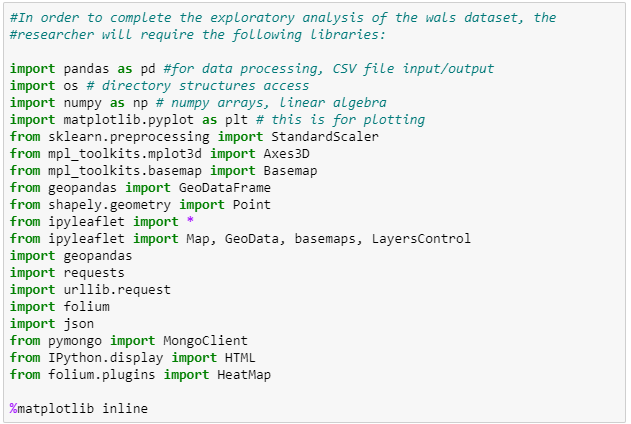 #In order to complete the exploratory analysis of the wals dataset, the
#researcher will require the following libraries:
import pandas as pd #for data processing, CSV file input/output
import os # directory structures access
import numpy as np # numpy arrays, linear algebra
import matplotlib.pyplot as plt # this is for plotting
from sklearn.preprocessing import StandardScaler
from mpl_toolkits.mplot3d import Axes3D
from mpl_toolkits.basemap import Basemap
from geopandas import GeoDataFrame
from shapely.geometry import Point
from ipyleaflet import *
from ipyleaflet import Map, GeoData, basemaps, LayersControl
import geopandas
import requests
import urllib.request
import folium
import json
from pymongo import MongoClient
from IPython.display import HTML
from folium.plugins import HeatMap
%matplotlib inline